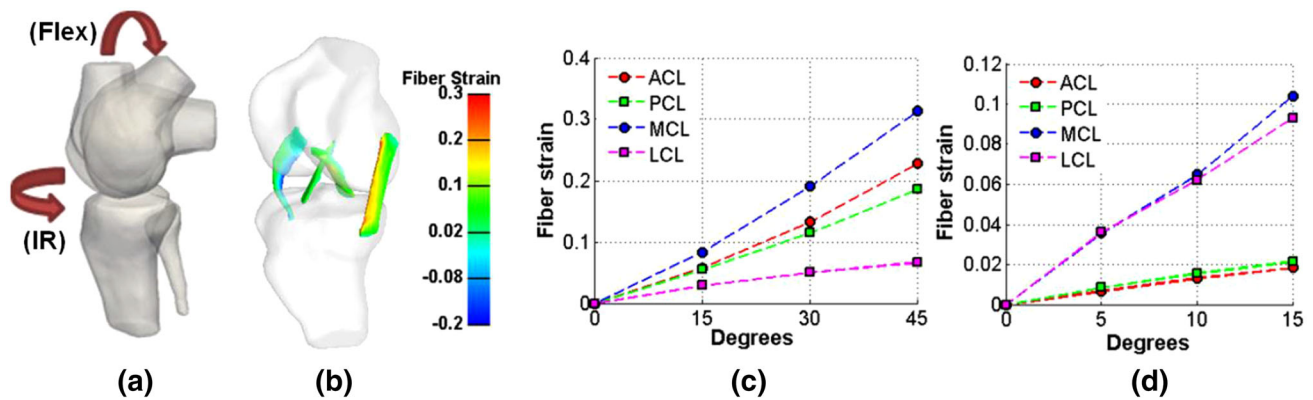 (Flex)
(IR)
(a)
Fiber Strain
0.3
0.2
0.1
0.02
-0.08
-0.2
(b)
Fiber strain
0.4
0.3
0.2
0.1
0
ACL
PCL
MCL
LCL
0 15 30 45
Degrees
(c)
Fiber strain
0.12
0.1
0.08
0.06
0.04
0.02
0
ACL
PCL
MCL
LCL
0 5 10 15
Degrees
(d)